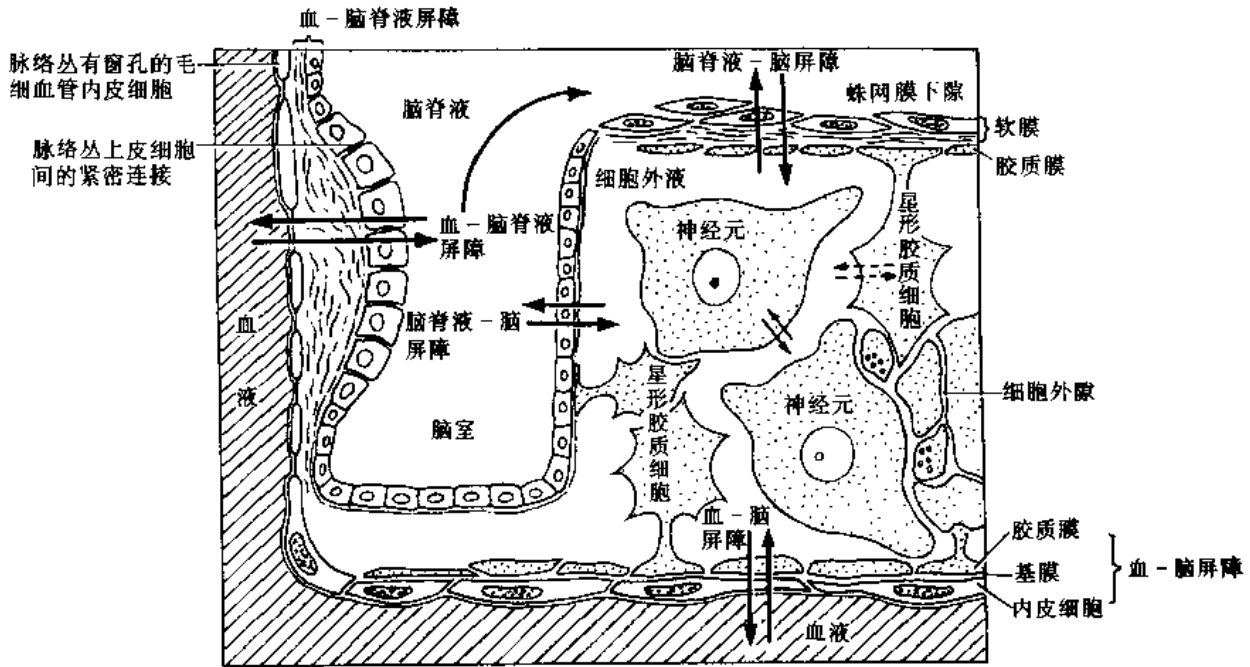 血－脑脊液屏障
脉络丛有窗孔的毛
细血管内皮细胞
脑脊液－脑屏障
脑脊液
蛛网膜下隙
软膜
胶质膜
脉络丛上皮细胞
间的紧密连接
细胞外液
星形胶质细胞
神经元
血－脑脊液
屏障
脑脊液－脑
屏障
血
液
脑室
星形胶质细胞
神经元
细胞外隙
血－脑
屏障
胶质膜
基膜
内皮细胞
血－脑屏障
血液